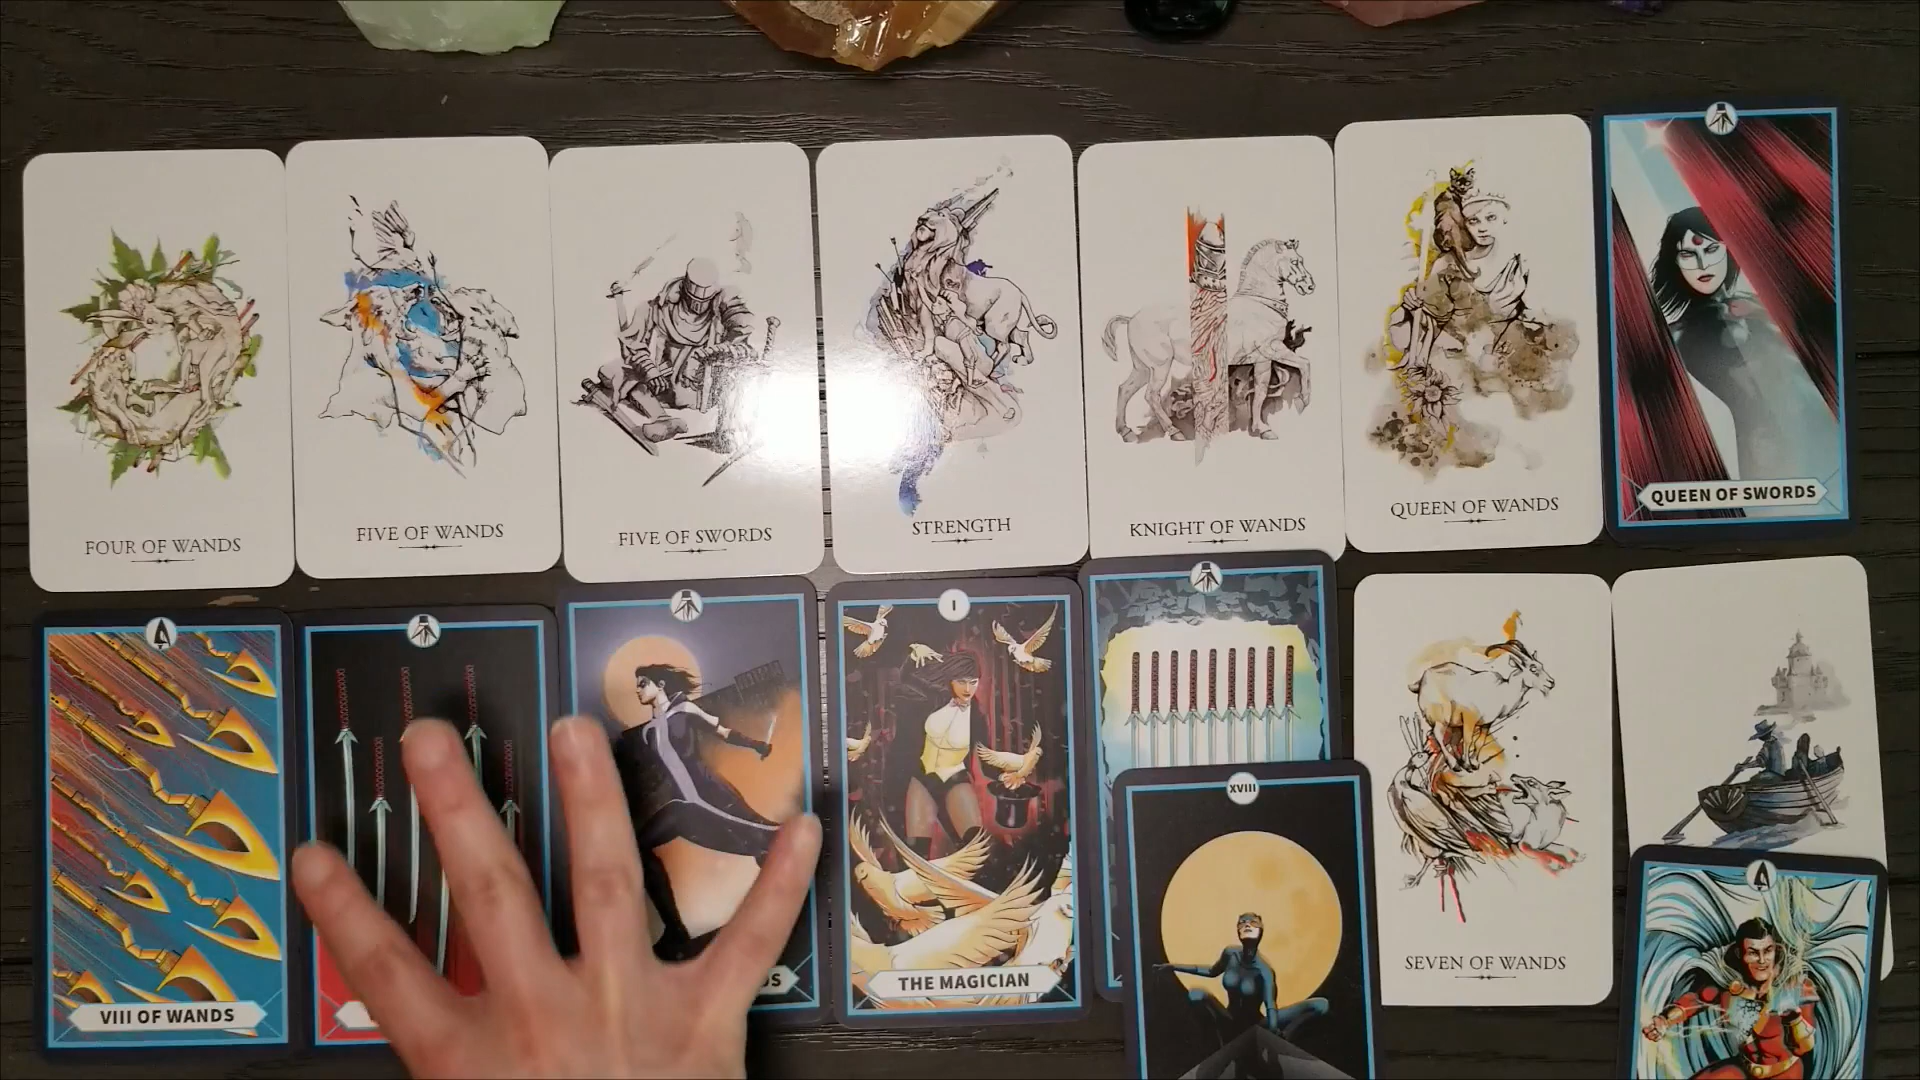 FOUR OF WANDS
FIVE OF WANDS
FIVE OF SWORDS
STRENGTH
KNIGHT OF WANDS
QUEEN OF WANDS
QUEEN OF SWORDS
VIII OF WANDS
I
THE MAGICIAN
XVIII
SEVEN OF WANDS